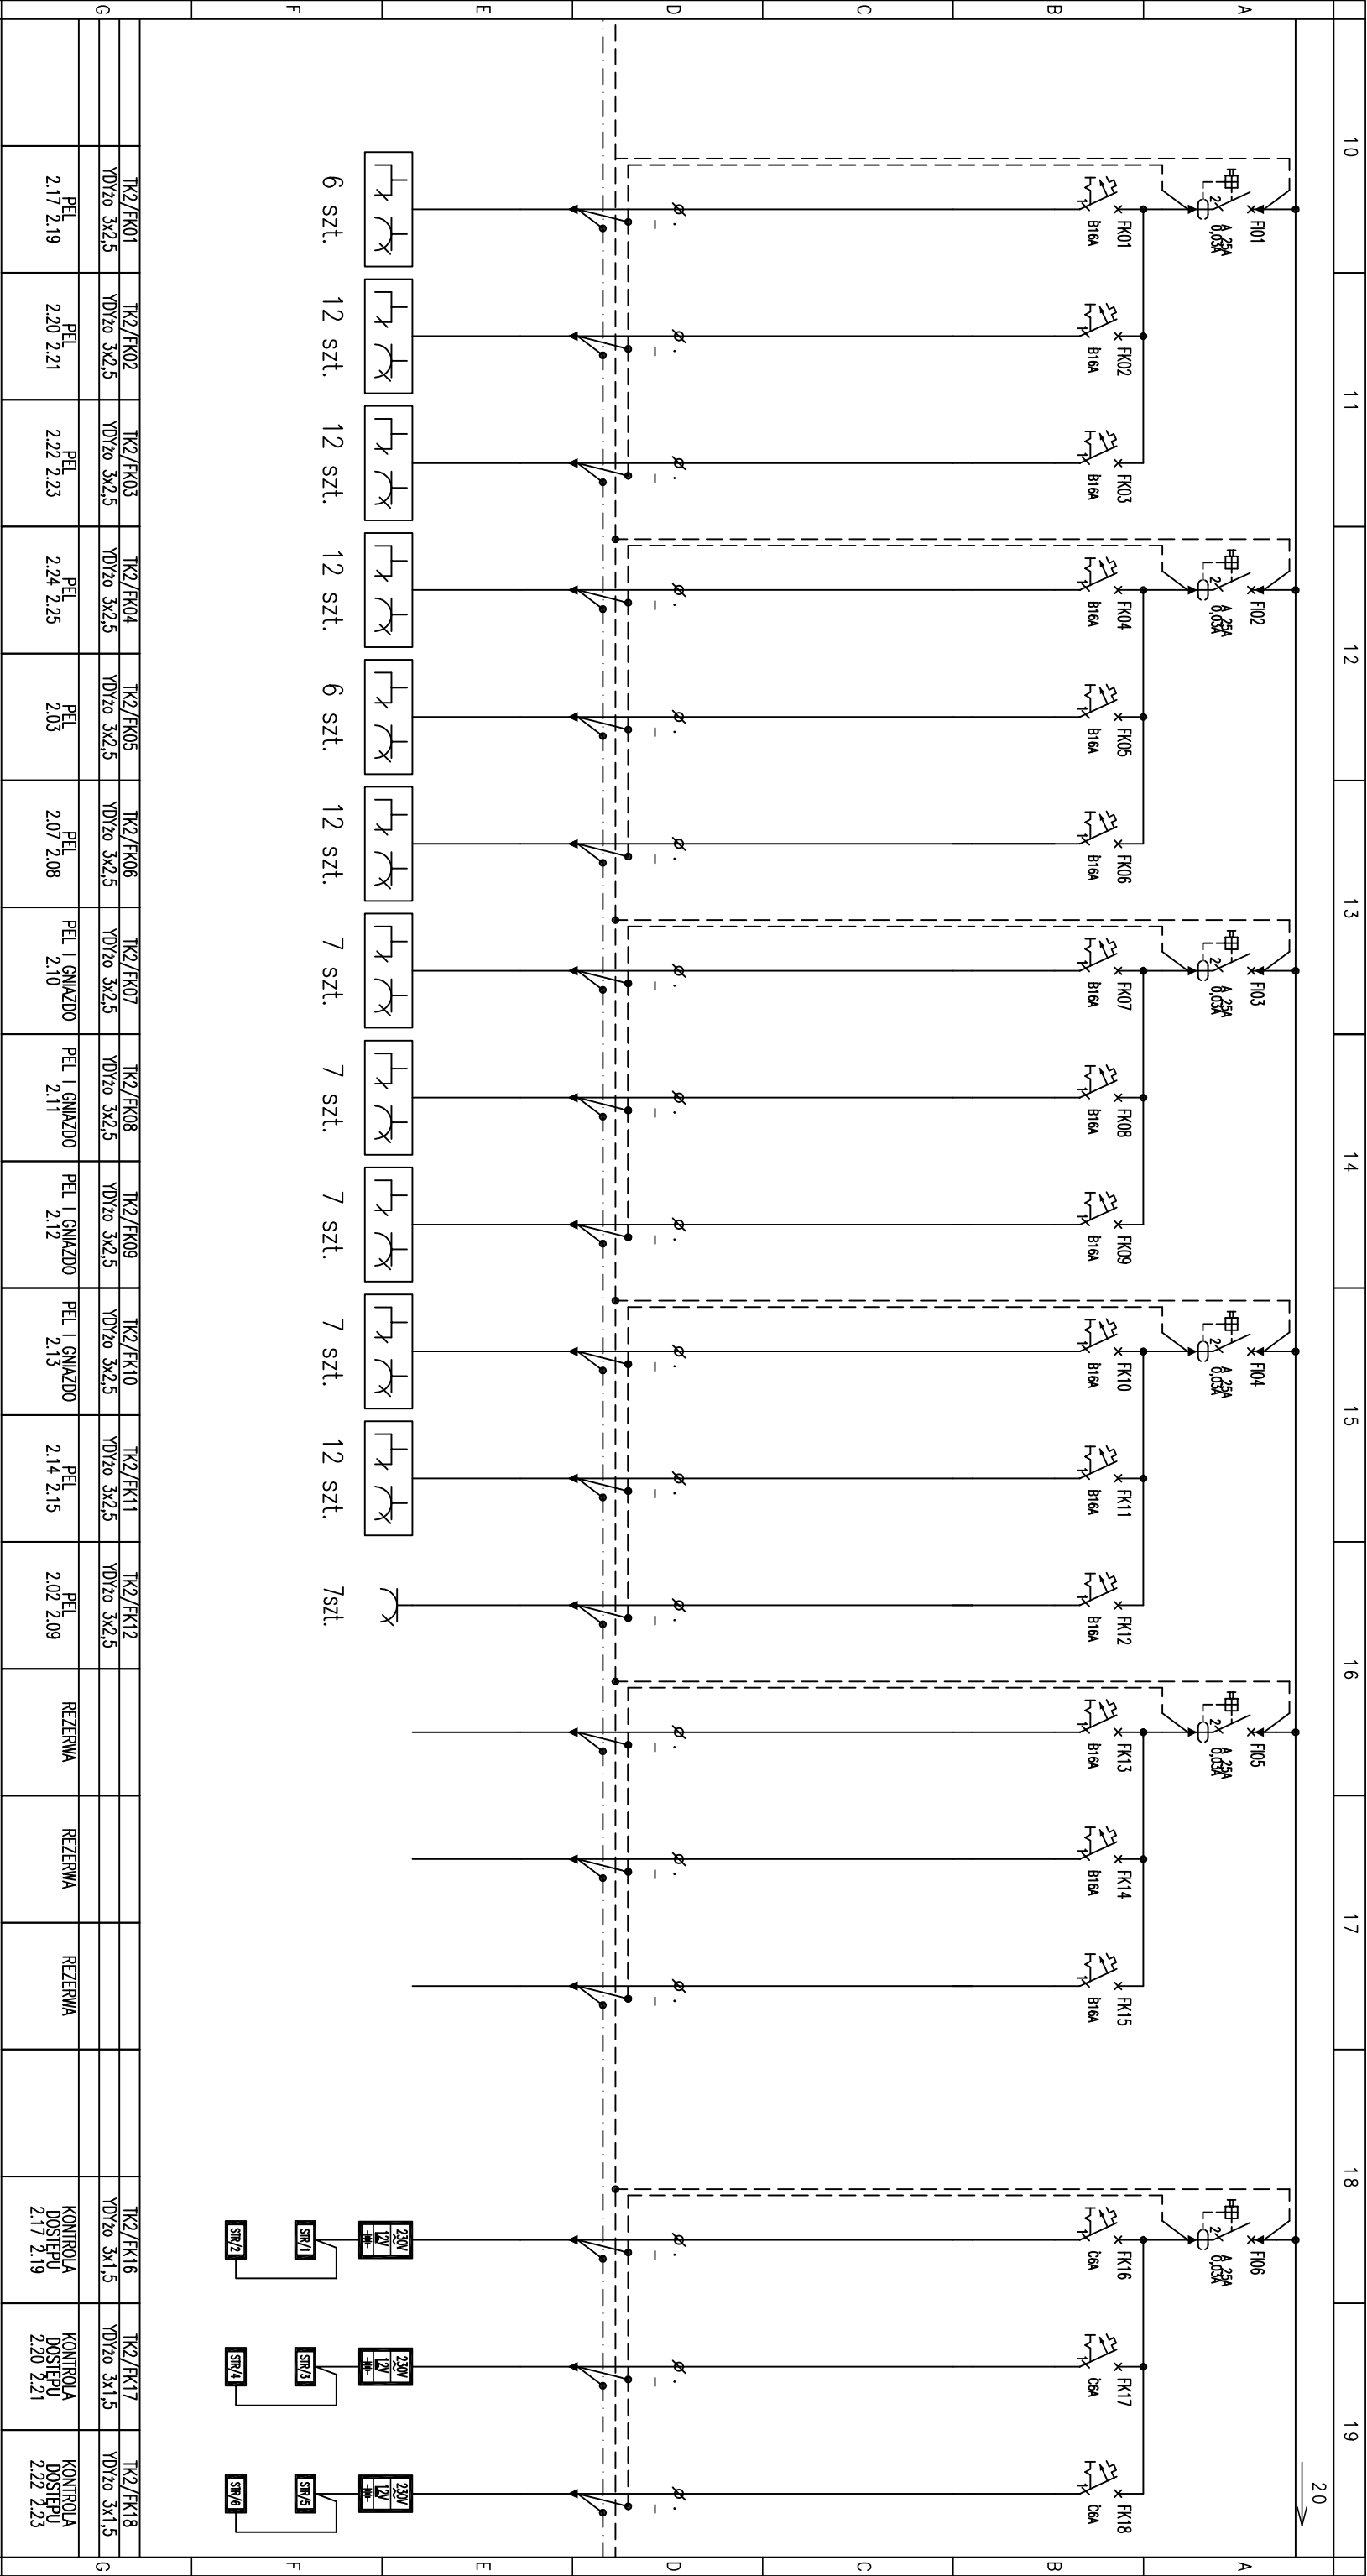 10 11 12 13 14 15 16 17 18 19
20
A
B
C
D
E
F
G
A
B
C
D
E
F
G
FI01 FI02 FI03 FI04 FI05 FI06
A 25A A 25A A 25A A 25A A 25A A 25A
0,03A 0,03A 0,03A 0,03A 0,03A 0,03A
2 2 2 2 2 2
FK01 FK02 FK03 FK04 FK05 FK06 FK07 FK08 FK09 FK10 FK11 FK12 FK13 FK14 FK15 FK16 FK17 FK18
B16A B16A B16A B16A B16A B16A B16A B16A B16A B16A B16A B16A B16A B16A B16A C6A C6A C6A
230V 230V 230V
12V 12V 12V
6 szt. 12 szt. 12 szt. 12 szt. 6 szt. 12 szt. 7 szt. 7 szt. 7 szt. 7 szt. 12 szt. 7szt.
STR/1 STR/3 STR/5
STR/2 STR/4 STR/6
TK2/FK01 TK2/FK02 TK2/FK03 TK2/FK04 TK2/FK05 TK2/FK06 TK2/FK07 TK2/FK08 TK2/FK09 TK2/FK10 TK2/FK11 TK2/FK12 TK2/FK16 TK2/FK17 TK2/FK18
YDYżo 3x2,5 YDYżo 3x2,5 YDYżo 3x2,5 YDYżo 3x2,5 YDYżo 3x2,5 YDYżo 3x2,5 YDYżo 3x2,5 YDYżo 3x2,5 YDYżo 3x2,5 YDYżo 3x2,5 YDYżo 3x2,5 YDYżo 3x2,5 YDYżo 3x1,5 YDYżo 3x1,5 YDYżo 3x1,5
PEL
2.17 2.19
PEL
2.20 2.21
PEL
2.22 2.23
PEL
2.24 2.25
PEL
2.03
PEL
2.07 2.08
PEL I GNIAZDO
2.10
PEL I GNIAZDO
2.11
PEL I GNIAZDO
2.12
PEL I GNIAZDO
2.13
PEL
2.14 2.15
PEL
2.02 2.09
REZERWA
REZERWA
REZERWA
KONTROLA
DOSTEPU
2.17 2.19
KONTROLA
DOSTEPU
2.20 2.21
KONTROLA
DOSTEPU
2.22 2.23